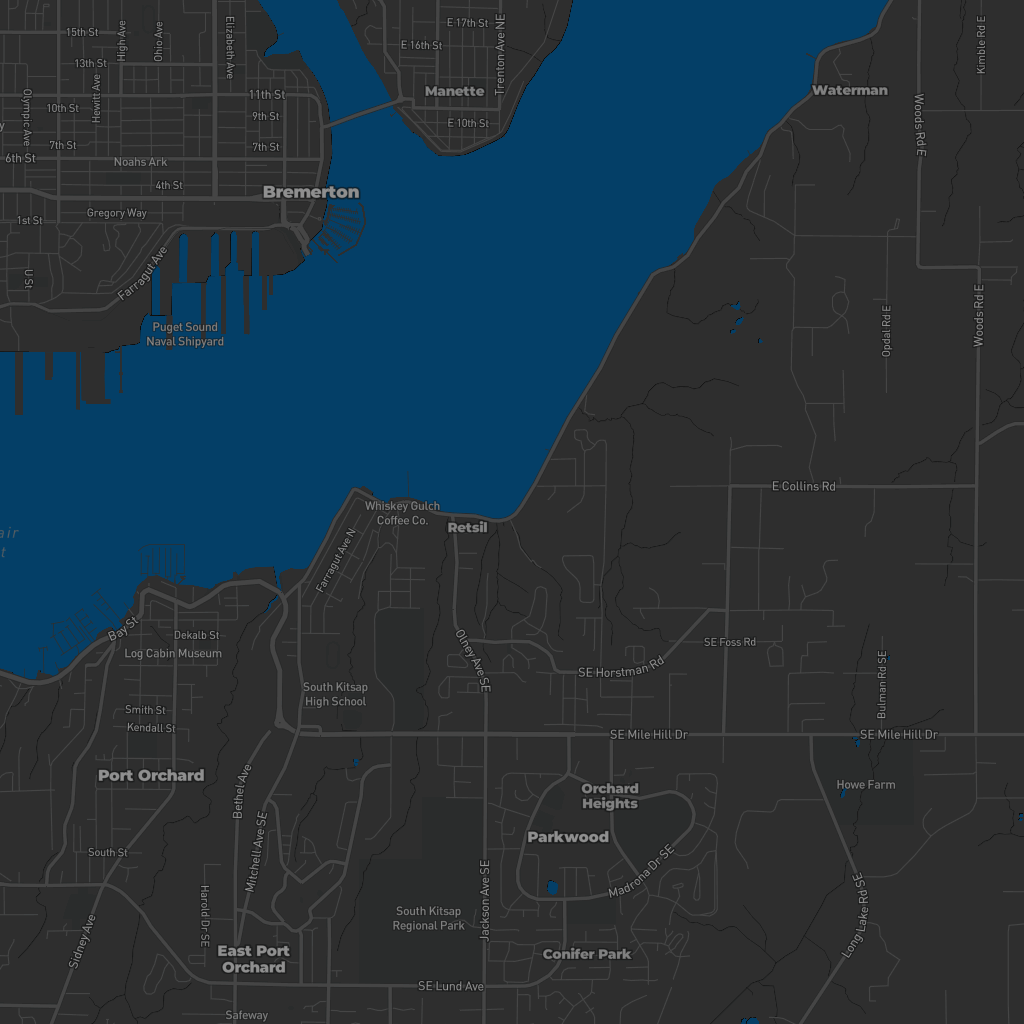 E 17th St
15th St
High Ave
Ohio Ave
Elizabeth Ave
E 16th St
Trenton Ave NE
Kimble Rd E
13th St
Hewitt Ave
Manette
Waterman
11th St
Olympic Ave
10th St
9th St
E 10th St
Woods Rd E
7th St
7th St
6th St
Noahs Ark
4th St
Bremerton
Gregory Way
1st St
Farragut Ave
U St
Puget Sound
Naval Shipyard
Opdal Rd E
Woods Rd E
E Collins Rd
Whiskey Gulch
Coffee Co.
Retsil
air
t
Farragut Ave N
Bay St
Dekalb St
Log Cabin Museum
Olney Ave SE
SE Foss Rd
SE Horstman Rd
Bulman Rd SE
South Kitsap
High School
Smith St
Kendall St
SE Mile Hill Dr
SE Mile Hill Dr
Port Orchard
Bethel Ave
Orchard
Heights
Howe Farm
Mitchell Ave SE
Parkwood
South St
Madrona Dr SE
Jackson Ave SE
Harold Dr SE
Long Lake Rd SE
South Kitsap
Regional Park
Sidney Ave
East Port
Orchard
Conifer Park
SE Lund Ave
Safeway